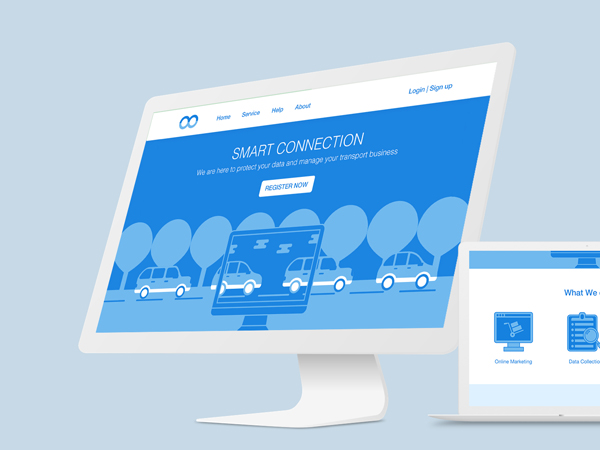 Home Service Help About Login | Sign up
SMART CONNECTION
We are here to protect your data and manage your transport business
REGISTER NOW
What We
Online Marketing
Data Collectio